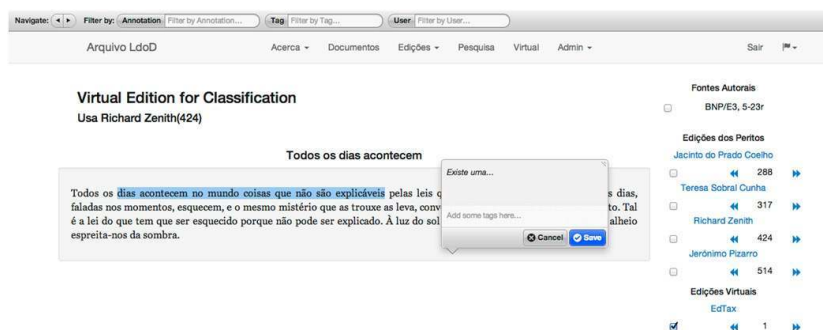 Navigate: Filter by: Annotation Filter by Annotation... Tag Filter by Tag... User Filter by User...
Arquivo LdoD Acerca Documentos Edições Pesquisa Virtual Admin Sair
Virtual Edition for Classification
Usa Richard Zenith(424)
Todos os dias acontecem
Todos os dias acontecem no mundo coisas que não são explicáveis pelas leis q
s dias,
faladas nos momentos, esquecem, e o mesmo mistério que as trouxe as leva, conv
to. Tal
é a lei do que tem que ser esquecido porque não pode ser explicado. À luz do sol
alheio
espreita-nos da sombra.
Existe uma...
Add some tags here...
Cancel Save
Fontes Autorais
BNP/E3, 5-23r
Edições dos Peritos
Jacinto do Prado Coelho
288
Teresa Sobral Cunha
317
Richard Zenith
424
Jerónimo Pizarro
514
Edições Virtuais
EdTax
1